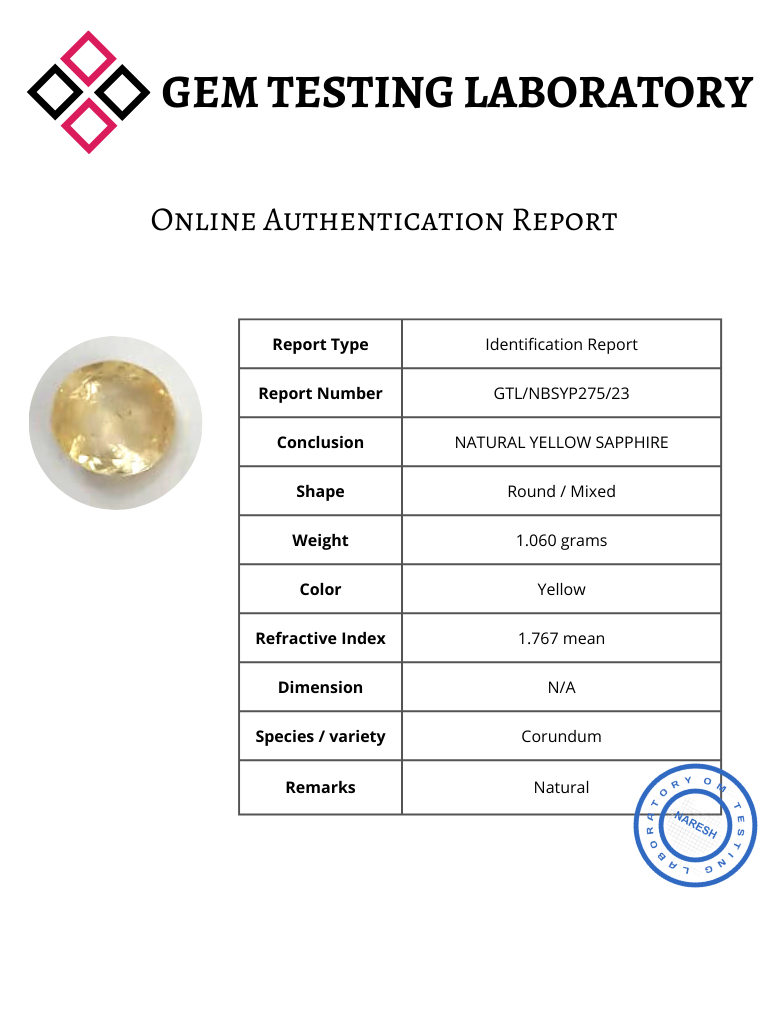 GEM TESTING LABORATORY
ONLINE AUTHENTICATION REPORT
Report Type Identification Report
Report Number GTL/NBSYP275/23
Conclusion NATURAL YELLOW SAPPHIRE
Shape Round / Mixed
Weight 1.060 grams
Color Yellow
Refractive Index 1.767 mean
Dimension N/A
Species / variety Corundum
Remarks Natural
OM TESTING LABORATORY
NARESH